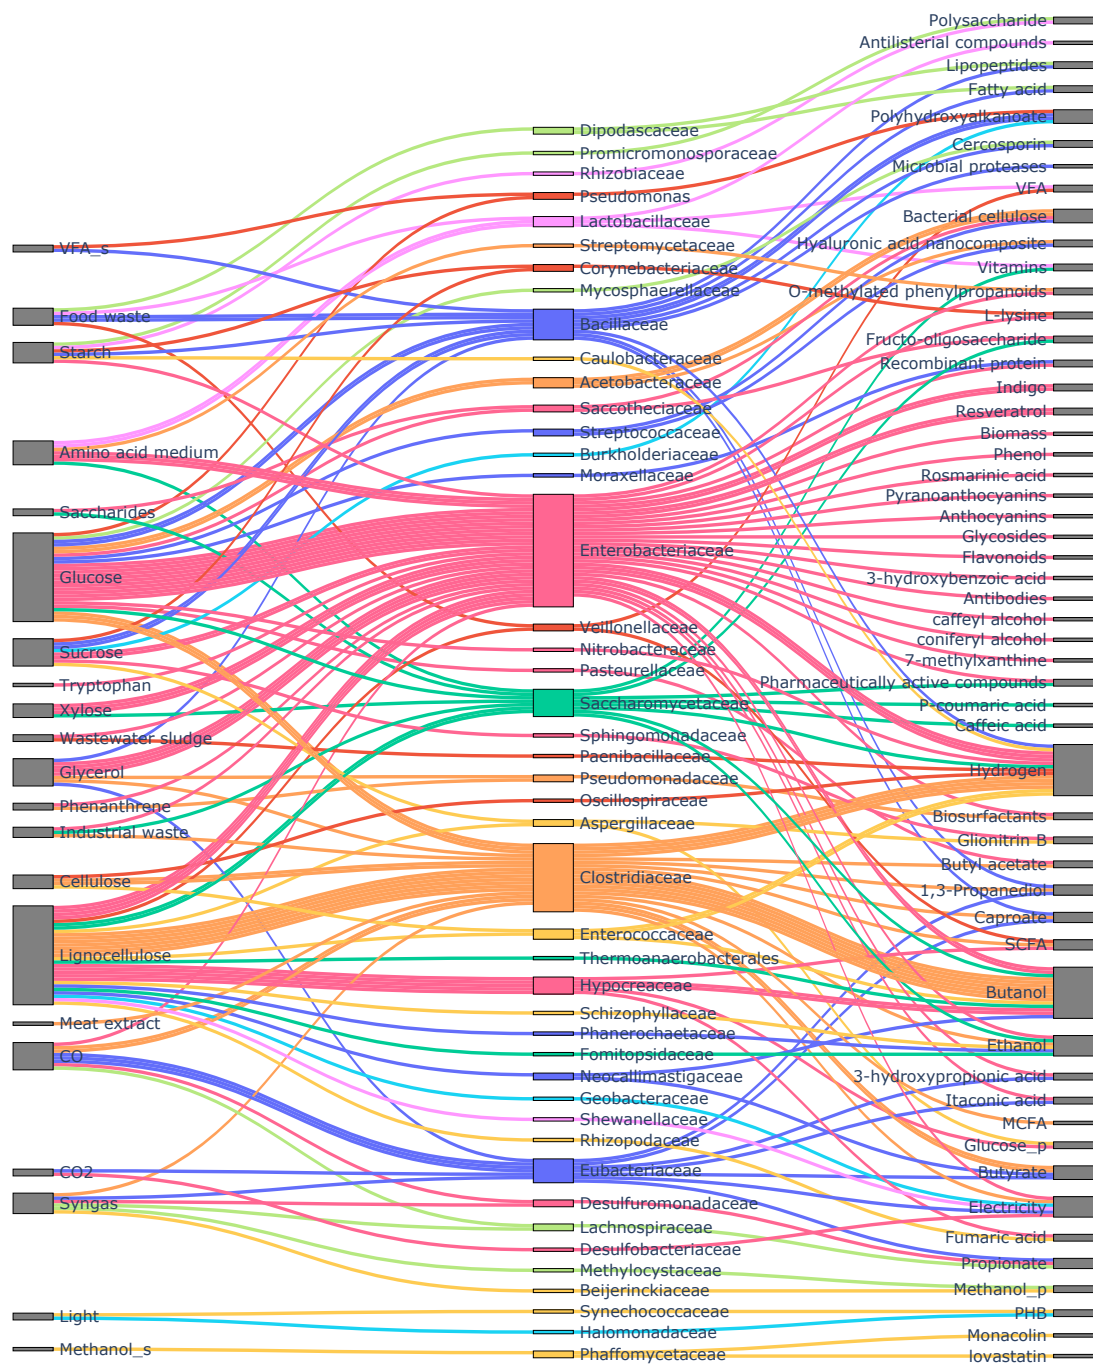 VFA_s
Food waste
Starch
Amino acid medium
Saccharides
Glucose
Sucrose
Tryptophan
Xylose
Wastewater sludge
Glycerol
Phenanthrene
Industrial waste
Cellulose
Lignocellulose
Meat extract
CO
CO2
Syngas
Light
Methanol_s
Dipodascaceae
Promicromonosporaceae
Rhizobiaceae
Pseudomonas
Lactobacillaceae
Streptomycetaceae
Corynebacteriaceae
Mycosphaerellaceae
Bacillaceae
Caulobacteraceae
Acetobacteraceae
Saccotheciaceae
Streptococcaceae
Burkholderiaceae
Moraxellaceae
Enterobacteriaceae
Veillonellaceae
Nitrobacteraceae
Pasteurellaceae
Saccharomycetaceae
Sphingomonadaceae
Paenibacillaceae
Pseudomonadaceae
Oscillospiraceae
Aspergillaceae
Clostridiaceae
Enterococcaceae
Thermoanaerobacterales
Hypocreaceae
Schizophyllaceae
Phanerochaetaceae
Fomitopsidaceae
Neocallimastigaceae
Geobacteraceae
Shewanellaceae
Rhizopodaceae
Eubacteriaceae
Desulfuromonadaceae
Lachnospiraceae
Desulfobacteriaceae
Methylocystaceae
Beijerinckiaceae
Synechococcaceae
Halomonadaceae
Phaffomycetaceae
Polysaccharide
Antilisterial compounds
Lipopeptides
Fatty acid
Polyhydroxyalkanoate
Cercosporin
Microbial proteases
VFA
Bacterial cellulose
Hyaluronic acid nanocomposite
Vitamins
O-methylated phenylpropanoids
L-lysine
Fructo-oligosaccharide
Recombinant protein
Indigo
Resveratrol
Biomass
Phenol
Rosmarinic acid
Pyranoanthocyanins
Anthocyanins
Glycosides
Flavonoids
3-hydroxybenzoic acid
Antibodies
caffeyl alcohol
coniferyl alcohol
7-methylxanthine
Pharmaceutically active compounds
P-coumaric acid
Caffeic acid
Hydrogen
Biosurfactants
Glionitrin B
Butyl acetate
1,3-Propanediol
Caproate
SCFA
Butanol
Ethanol
3-hydroxypropionic acid
Itaconic acid
MCFA
Glucose_p
Butyrate
Electricity
Fumaric acid
Propionate
Methanol_p
PHB
Monacolin
lovastatin